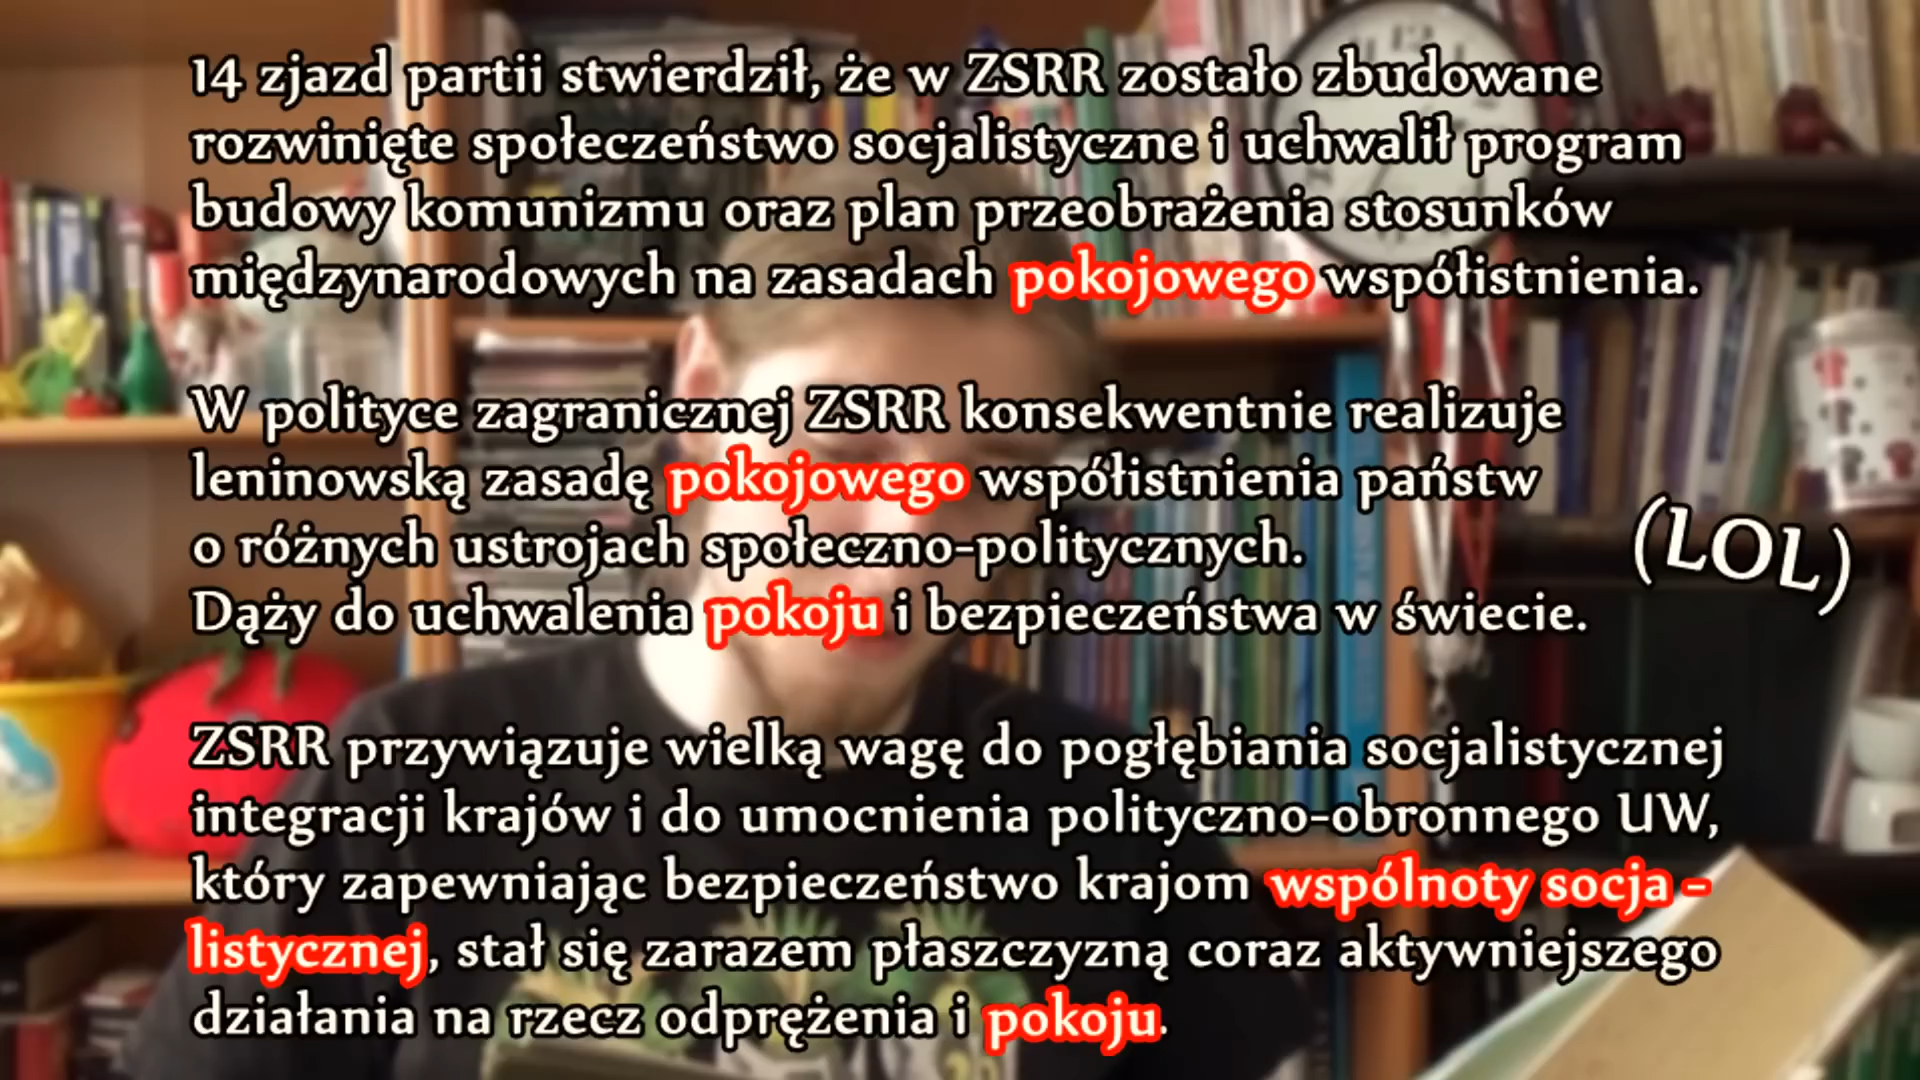 14 zjazd partii stwierdził, że w ZSRR zostało zbudowane
rozwinięte społeczeństwo socjalistyczne i uchwalił program
budowy komunizmu oraz plan przeobrażenia stosunków
międzynarodowych na zasadach pokojowego współistnienia.
W polityce zagranicznej ZSRR konsekwentnie realizuje
leninowską zasadę pokojowego współistnienia państw
o różnych ustrojach społeczno-politycznych.
Dąży do uchwalenia pokoju i bezpieczeństwa w świecie.
(LOL)
ZSRR przywiązuje wielką wagę do pogłębiania socjalistycznej
integracji krajów i do umocnienia polityczno-obronnego UW,
który zapewniając bezpieczeństwo krajom wspólnoty socja -
listycznej, stał się zarazem płaszczyzną coraz aktywniejszego
działania na rzecz odprężenia i pokoju.